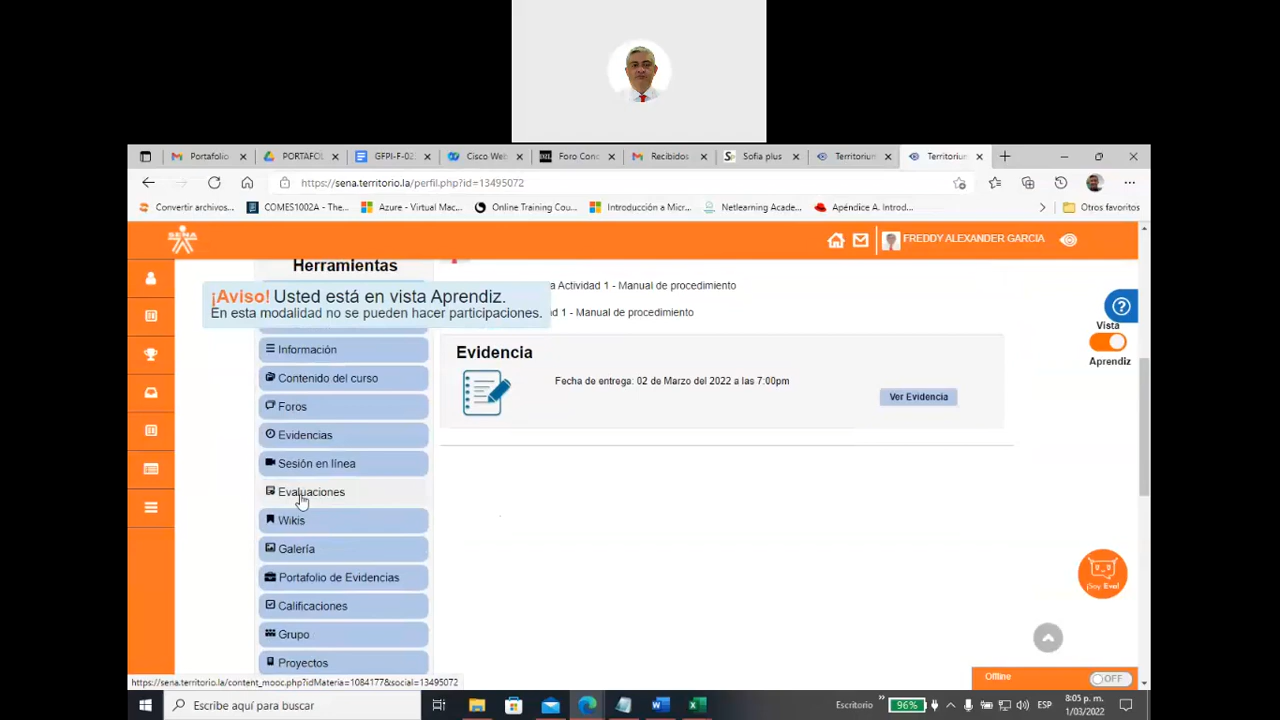 Portafolio
PORTAFOL
GFPI-F-02
Cisco Web
Foro Conc
Recibidos
Sofia plus
Territoriun
Territoriun
https://sena.territorio.la/perfil.php?id=13495072
Convertir archivos...
COMES1002A - The...
Azure - Virtual Mac...
Online Training Cou...
Introducción a Micr...
Netlearning Acade...
Apéndice A. Introd...
Otros favoritos
SENA
FREDDY ALEXANDER GARCIA
Herramientas
¡Aviso! Usted está en vista Aprendiz.
En esta modalidad no se pueden hacer participaciones.
a Actividad 1 - Manual de procedimiento
d 1 - Manual de procedimiento
Vista
Aprendiz
Información
Contenido del curso
Foros
Evidencias
Sesión en línea
Evaluaciones
Wikis
Galería
Portafolio de Evidencias
Calificaciones
Grupo
Proyectos
Evidencia
Fecha de entrega: 02 de Marzo del 2022 a las 7:00pm
Ver Evidencia
¡Soy Eva!
https://sena.territorio.la/content_mooc.php?idMateria=1084177&social=13495072
Offline
OFF
Escribe aquí para buscar
Escritorio
96%
ESP
8:05 p. m.
1/03/2022